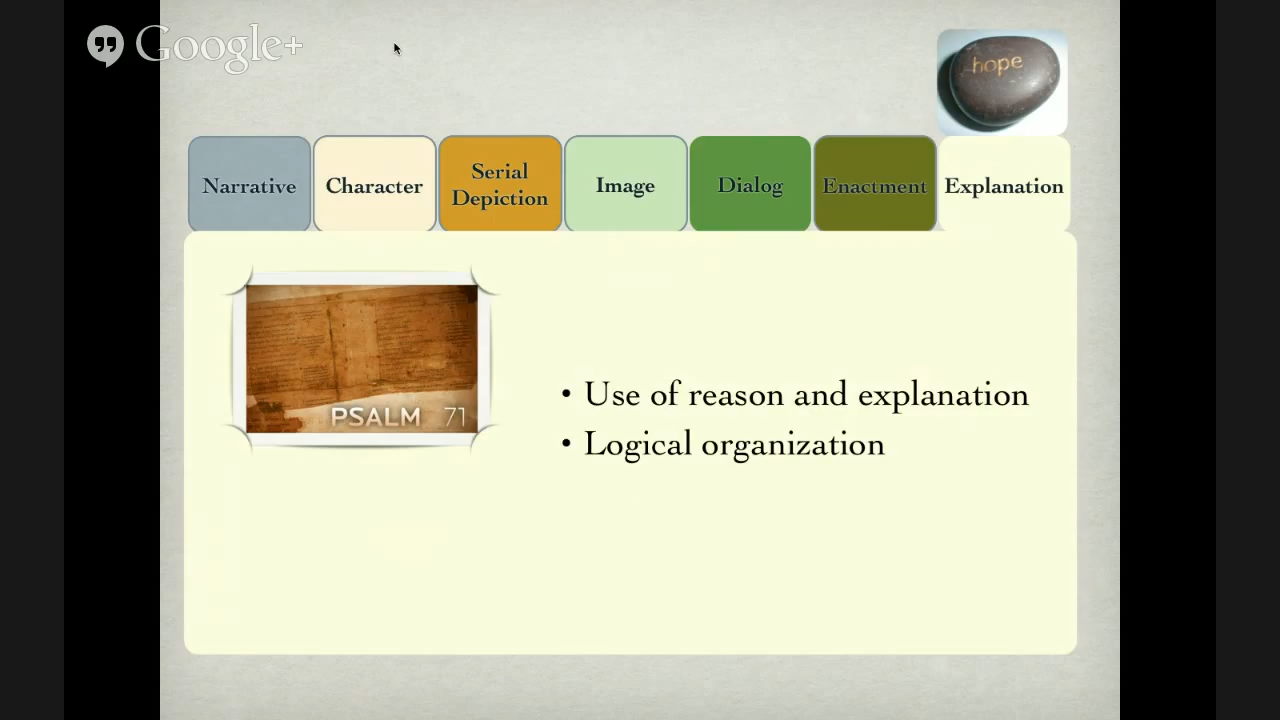 Google+
hope
Narrative
Character
Serial
Depiction
Image
Dialog
Enactment
Explanation
PSALM 71
• Use of reason and explanation
• Logical organization